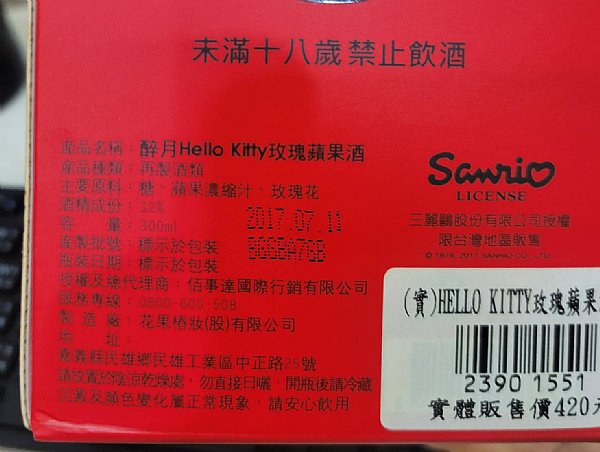 未滿十八歲禁止飲酒
產品名稱：醉月Hello Kitty玫瑰蘋果酒
產品種類：再製酒類
主要原料：糖、蘋果濃縮汁、玫瑰花
酒精成份：12%
容　　量：300ml
產製批號：標示於包裝
瓶裝日期：標示於包裝
2017.07.11
授權及總代理商：佰事達國際行銷有限公司
服務專線：0800-600-508
製 造 廠：花果樁妝(股)有限公司
地　　址：
嘉義縣民雄鄉民雄工業區中正路25號
請放置於陰涼乾燥處，勿直接日曬，開瓶後請冷藏
沉澱及顏色變化屬正常現象，請安心飲用
Sanrio
LICENSE
三麗鷗股份有限公司授權
限台灣地區販售
© 1976, 2017 SANRIO CO., LTD.
(實)HELLO KITTY玫瑰蘋果
2390 1551
實體販售價420元